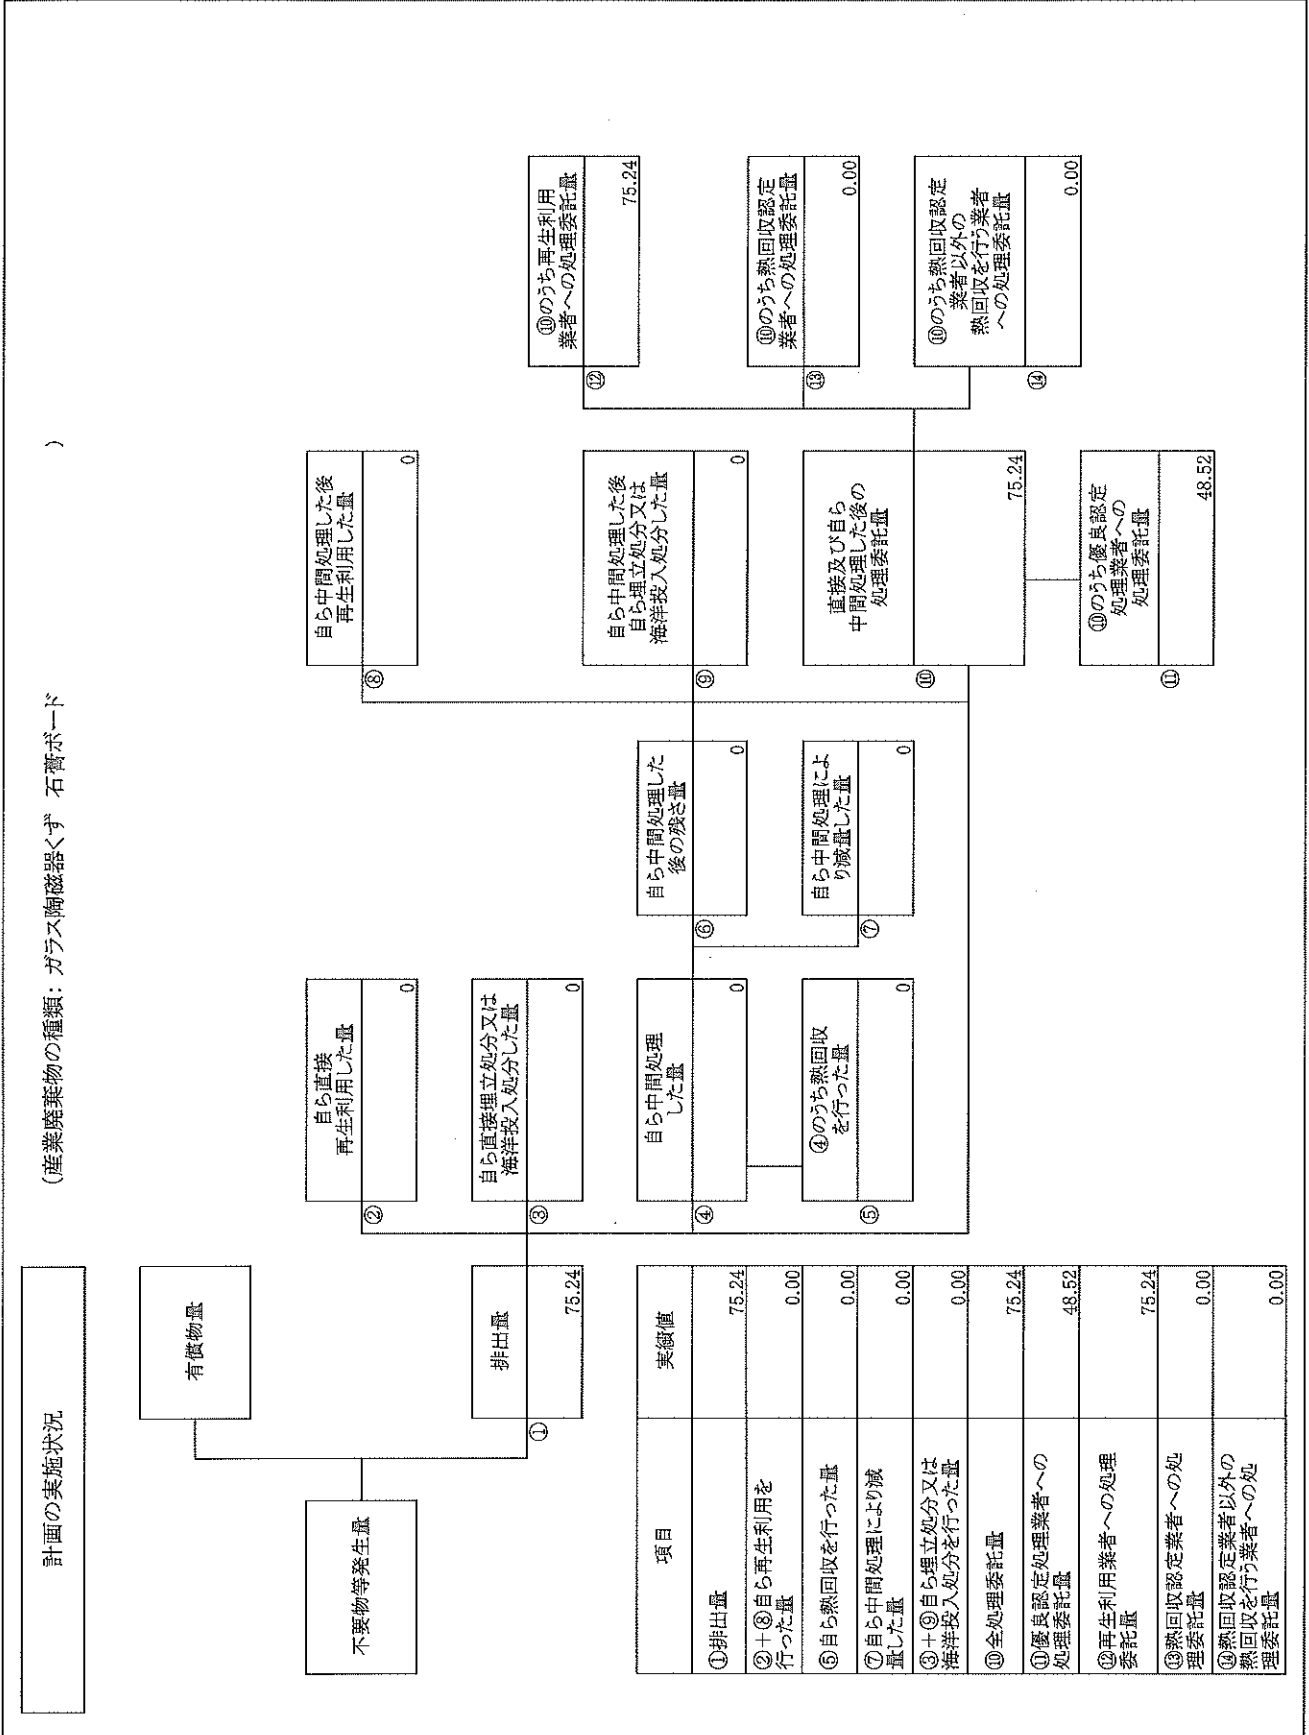 計画の実施状況
(産業廃棄物の種類：ガラス陶磁器くず　石膏ボード　)
不要物等発生量
有償物量
①
排出量
75.24
②
自ら直接
再生利用した量
0
③
自ら直接埋立処分又は
海洋投入処分した量
0
④
自ら中間処理
した量
0
⑤
④のうち熱回収
を行った量
0
⑥
自ら中間処理した
後の残さ量
0
⑦
自ら中間処理によ
り減量した量
0
⑧
自ら中間処理した後
再生利用した量
0
⑨
自ら中間処理した後
自ら埋立処分又は
海洋投入処分した量
0
⑩
直接及び自ら
中間処理した後の
処理委託量
75.24
⑪
⑩のうち優良認定
処理業者への
処理委託量
48.52
⑫
⑩のうち再生利用
業者への処理委託量
75.24
⑬
⑩のうち熱回収認定
業者への処理委託量
0.00
⑭
⑩のうち熱回収認定
業者以外の
熱回収を行う業者
への処理委託量
0.00
項目　実績値
①排出量　75.24
②＋⑧自ら再生利用を
行った量　0.00
⑤自ら熱回収を行った量　0.00
⑦自ら中間処理により減
量した量　0.00
③＋⑨自ら埋立処分又は
海洋投入処分を行った量　0.00
⑩全処理委託量　75.24
⑪優良認定処理業者への
処理委託量　48.52
⑫再生利用業者への処理
委託量　75.24
⑬熱回収認定業者への処
理委託量　0.00
⑭熱回収認定業者以外の
熱回収を行う業者への処
理委託量　0.00